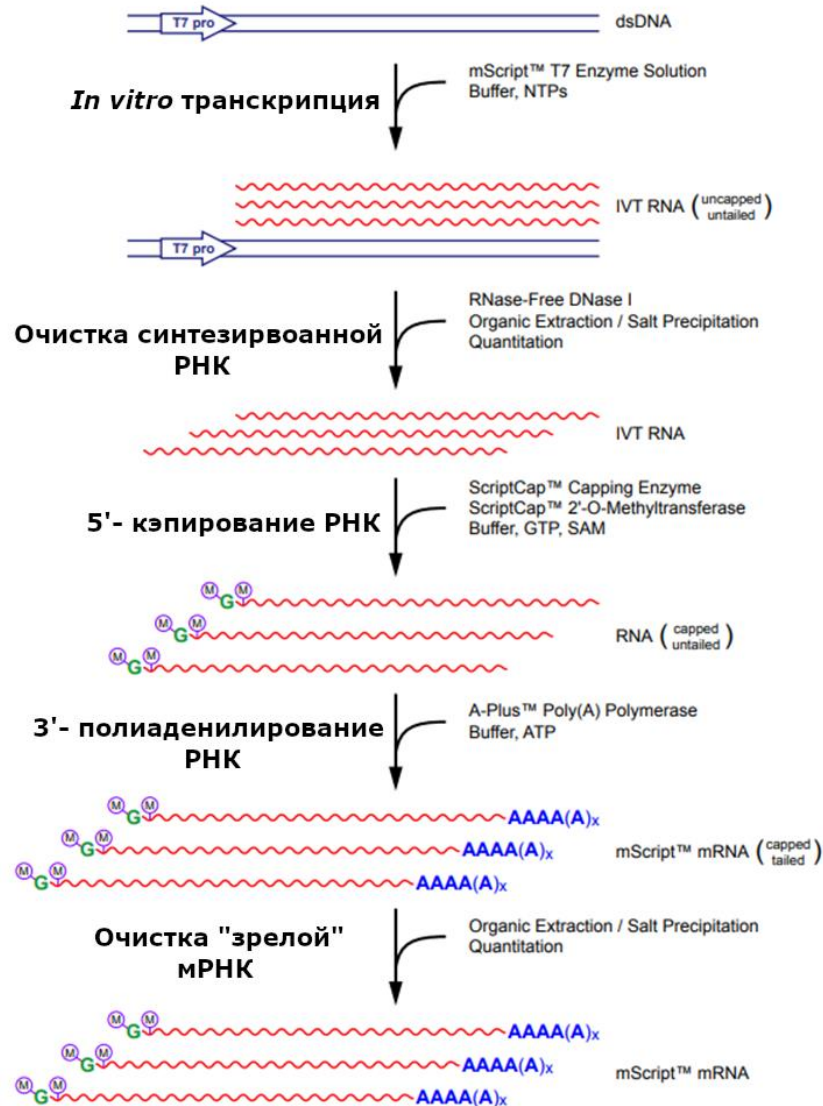 T7 pro
dsDNA
In vitro транскрипция
mScript™ T7 Enzyme Solution
Buffer, NTPs
IVT RNA (uncapped untailed)
T7 pro
Очистка синтезирвоанной
РНК
RNase-Free DNase I
Organic Extraction / Salt Precipitation
Quantitation
IVT RNA
5'- кэпирование РНК
ScriptCap™ Capping Enzyme
ScriptCap™ 2'-O-Methyltransferase
Buffer, GTP, SAM
M G M
M G M
M G M
RNA (capped untailed)
3'- полиаденилирование
РНК
A-Plus™ Poly(A) Polymerase
Buffer, ATP
M G M AAAA(A)x
M G M AAAA(A)x
M G M AAAA(A)x
mScript™ mRNA (capped tailed)
Очистка "зрелой"
мРНК
Organic Extraction / Salt Precipitation
Quantitation
M G M AAAA(A)x
M G M AAAA(A)x
M G M AAAA(A)x
mScript™ mRNA